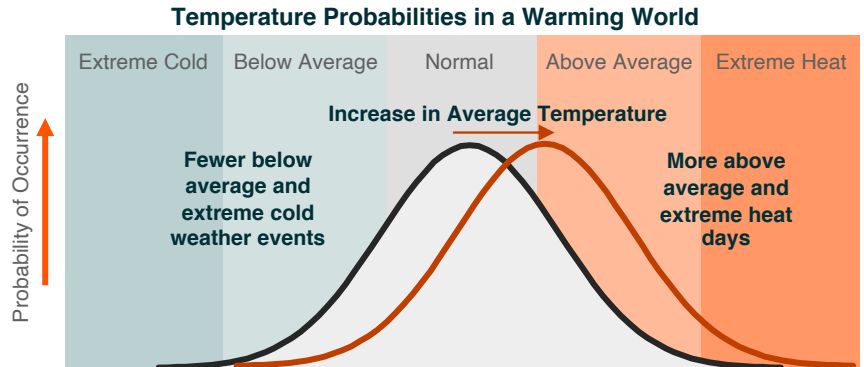 Temperature Probabilities in a Warming World
Extreme Cold
Below Average
Normal
Above Average
Extreme Heat
Increase in Average Temperature
Fewer below
average and
extreme cold
weather events
More above
average and
extreme heat
days
Probability of Occurrence